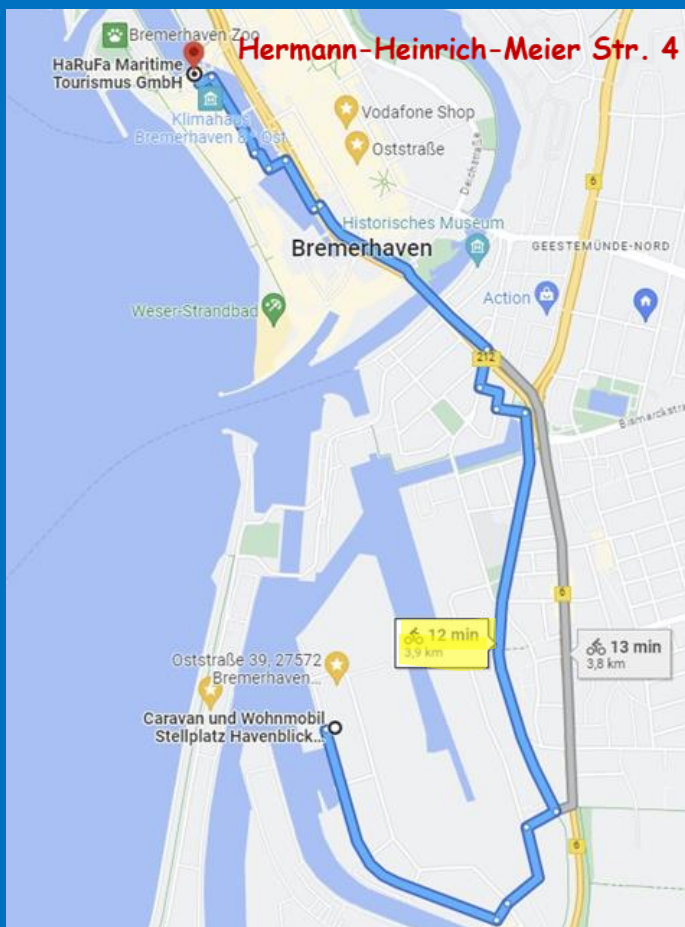 Bremerhaven Zoo
Hermann-Heinrich-Meier Str. 4
HaRuFa Maritime
Tourismus GmbH
Klimahaus
Bremerhaven 8° Ost
Vodafone Shop
Oststraße
Deichstraße
6
Historisches Museum
Bremerhaven
GEESTEMÜNDE-NORD
Action
Weser-Strandbad
212
Bismarckstra
6
12 min
3,9 km
13 min
3,8 km
Oststraße 39, 27572
Bremerhaven...
Caravan und Wohnmobil
Stellplatz Havenblick...
6